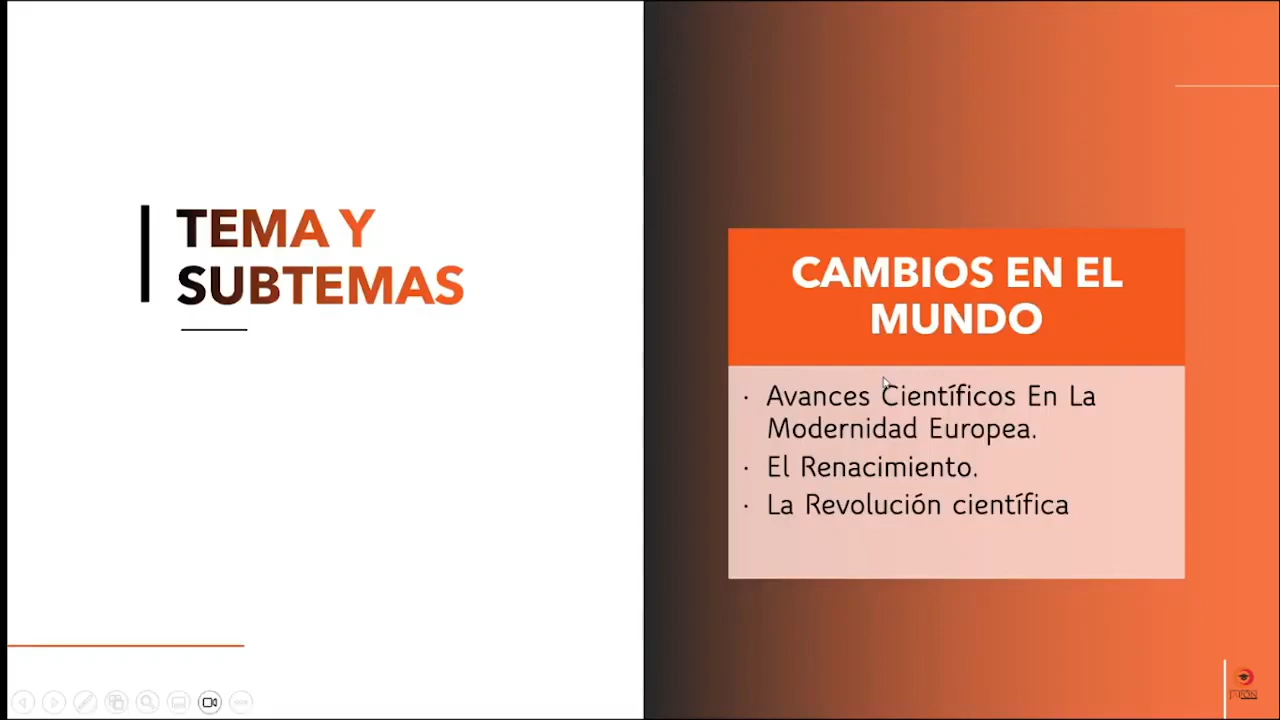 TEMA Y
SUBTEMAS
CAMBIOS EN EL
MUNDO
· Avances Científicos En La
Modernidad Europea.
· El Renacimiento.
· La Revolución científica